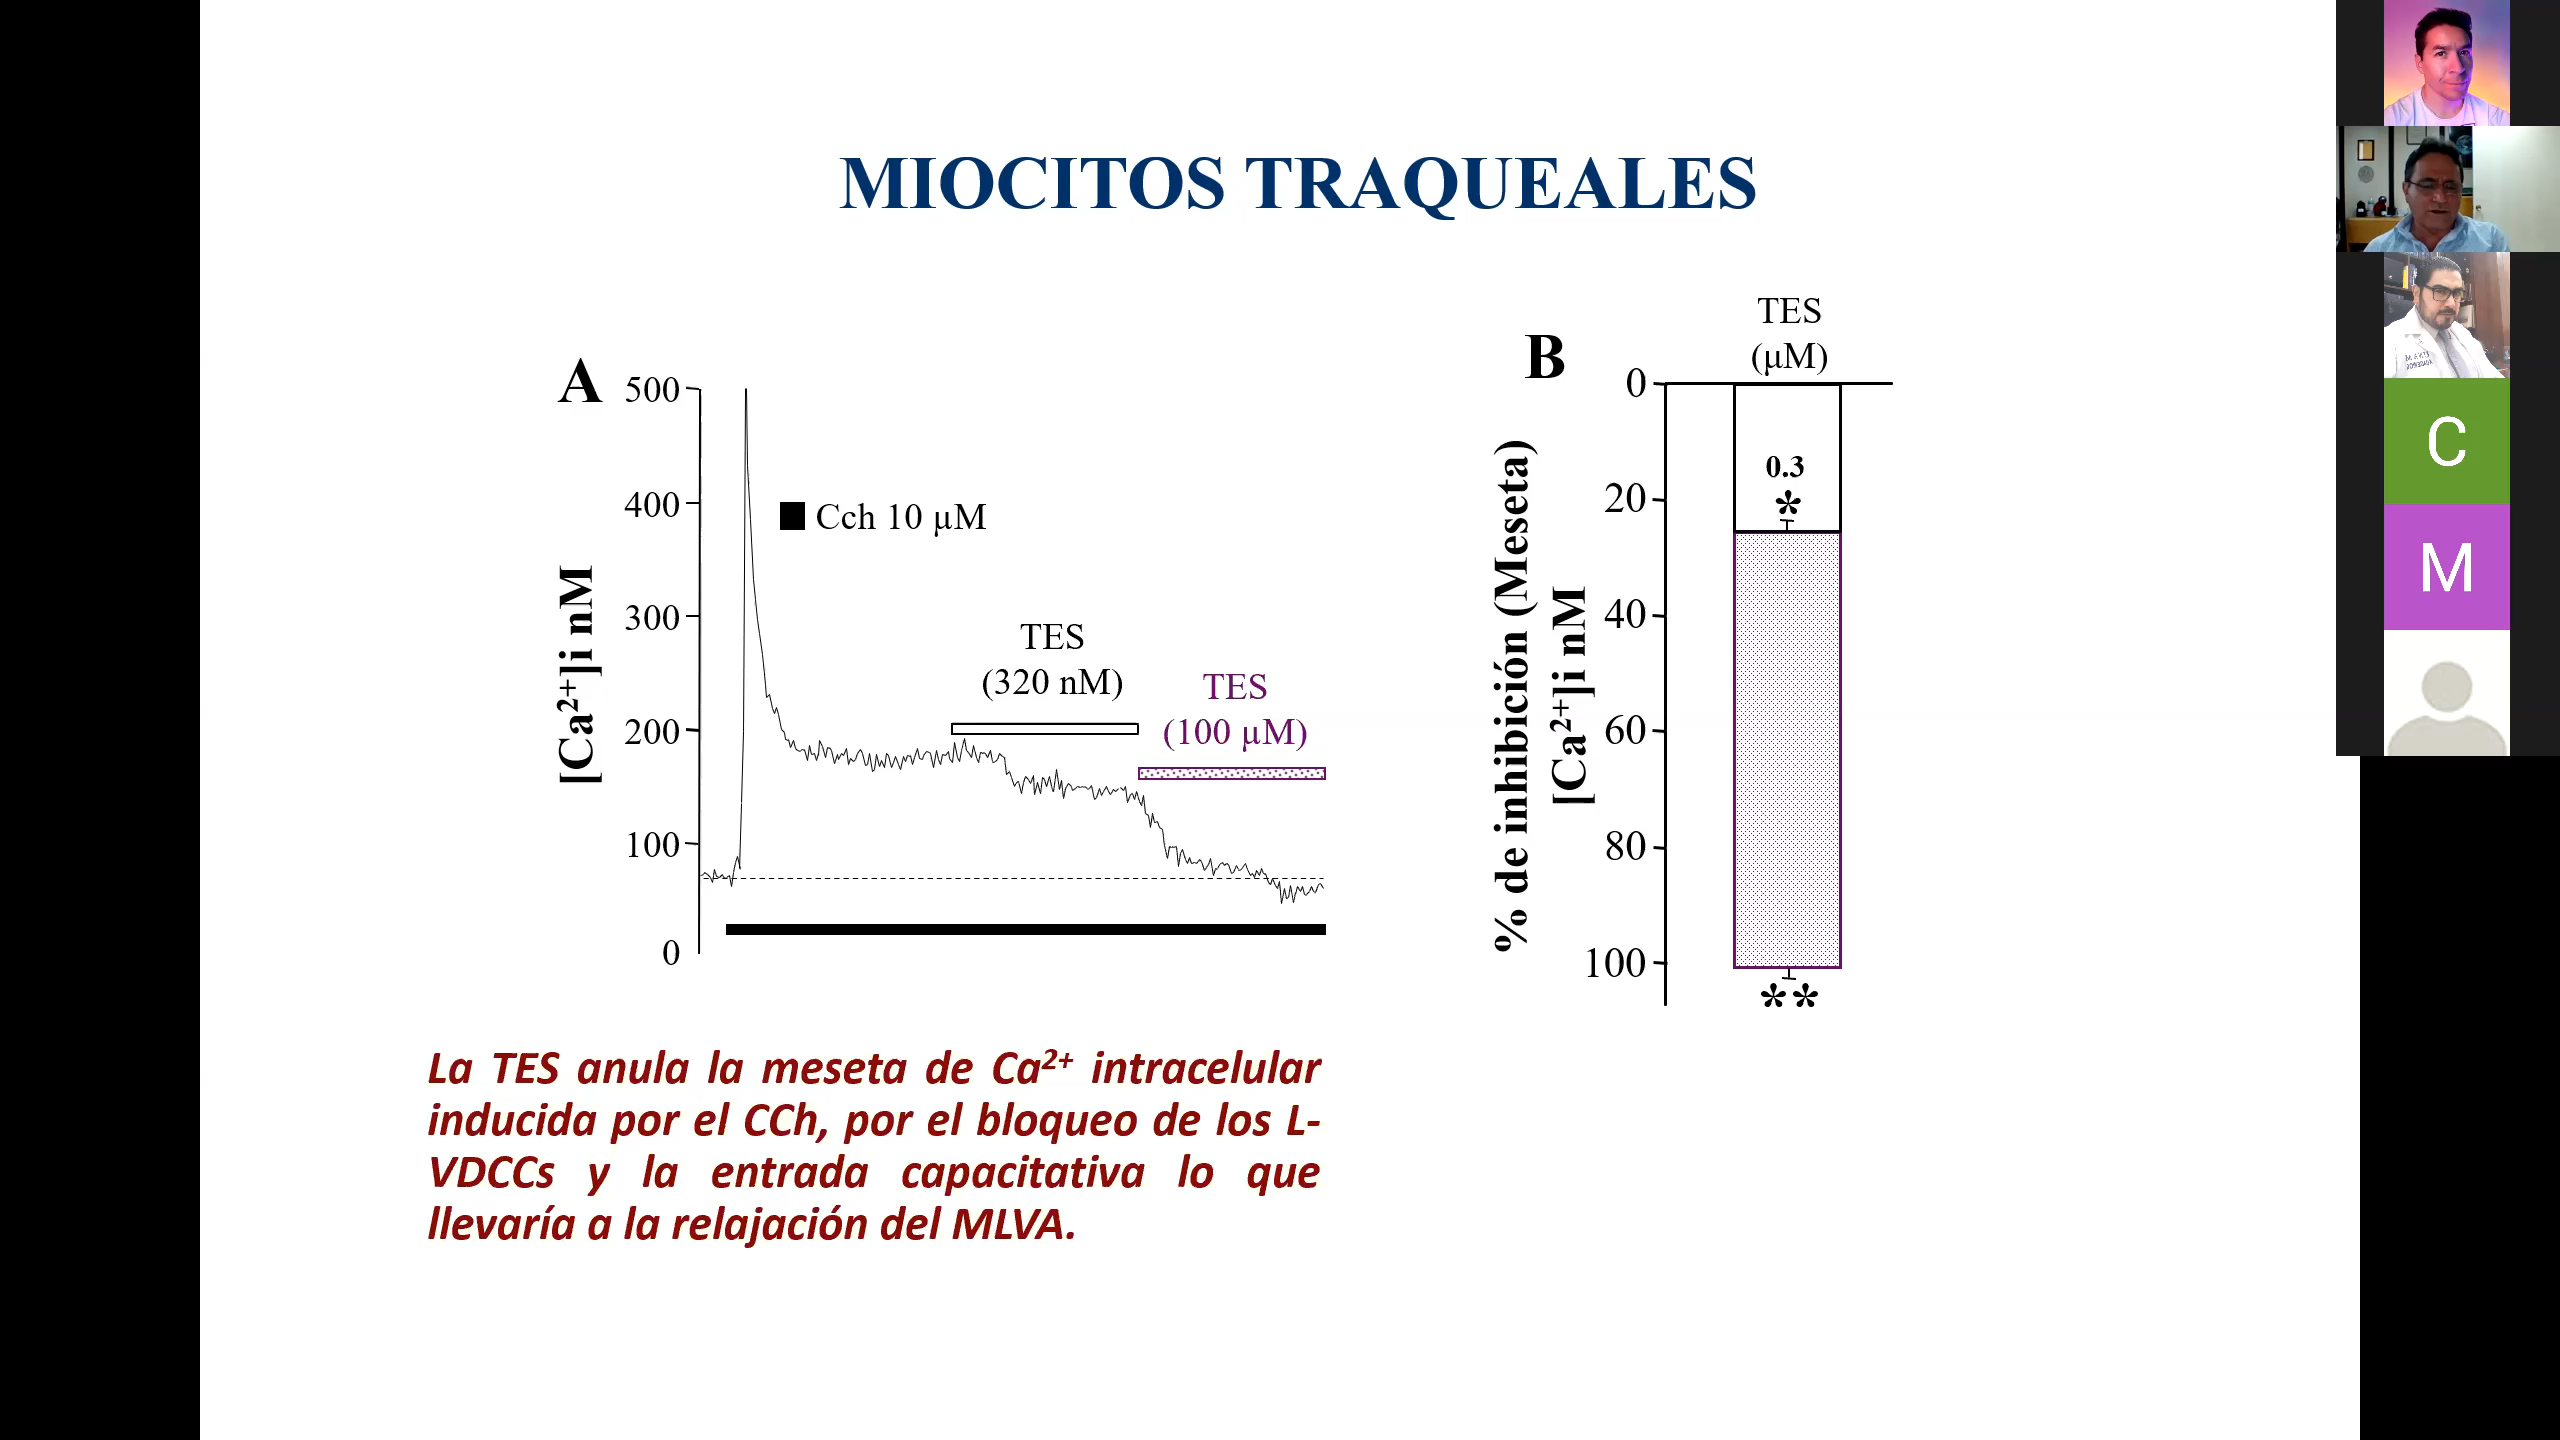 MIOCITOS TRAQUEALES
A
[Ca²⁺]i nM
500
400
300
200
100
0
Cch 10 µM
TES
(320 nM)
TES
(100 µM)
B
TES
(µM)
% de inhibición (Meseta)
[Ca²⁺]i nM
0
20
40
60
80
100
0.3
*
**
La TES anula la meseta de Ca²⁺ intracelular
inducida por el CCh, por el bloqueo de los L-
VDCCs y la entrada capacitativa lo que
llevaría a la relajación del MLVA.
C
M